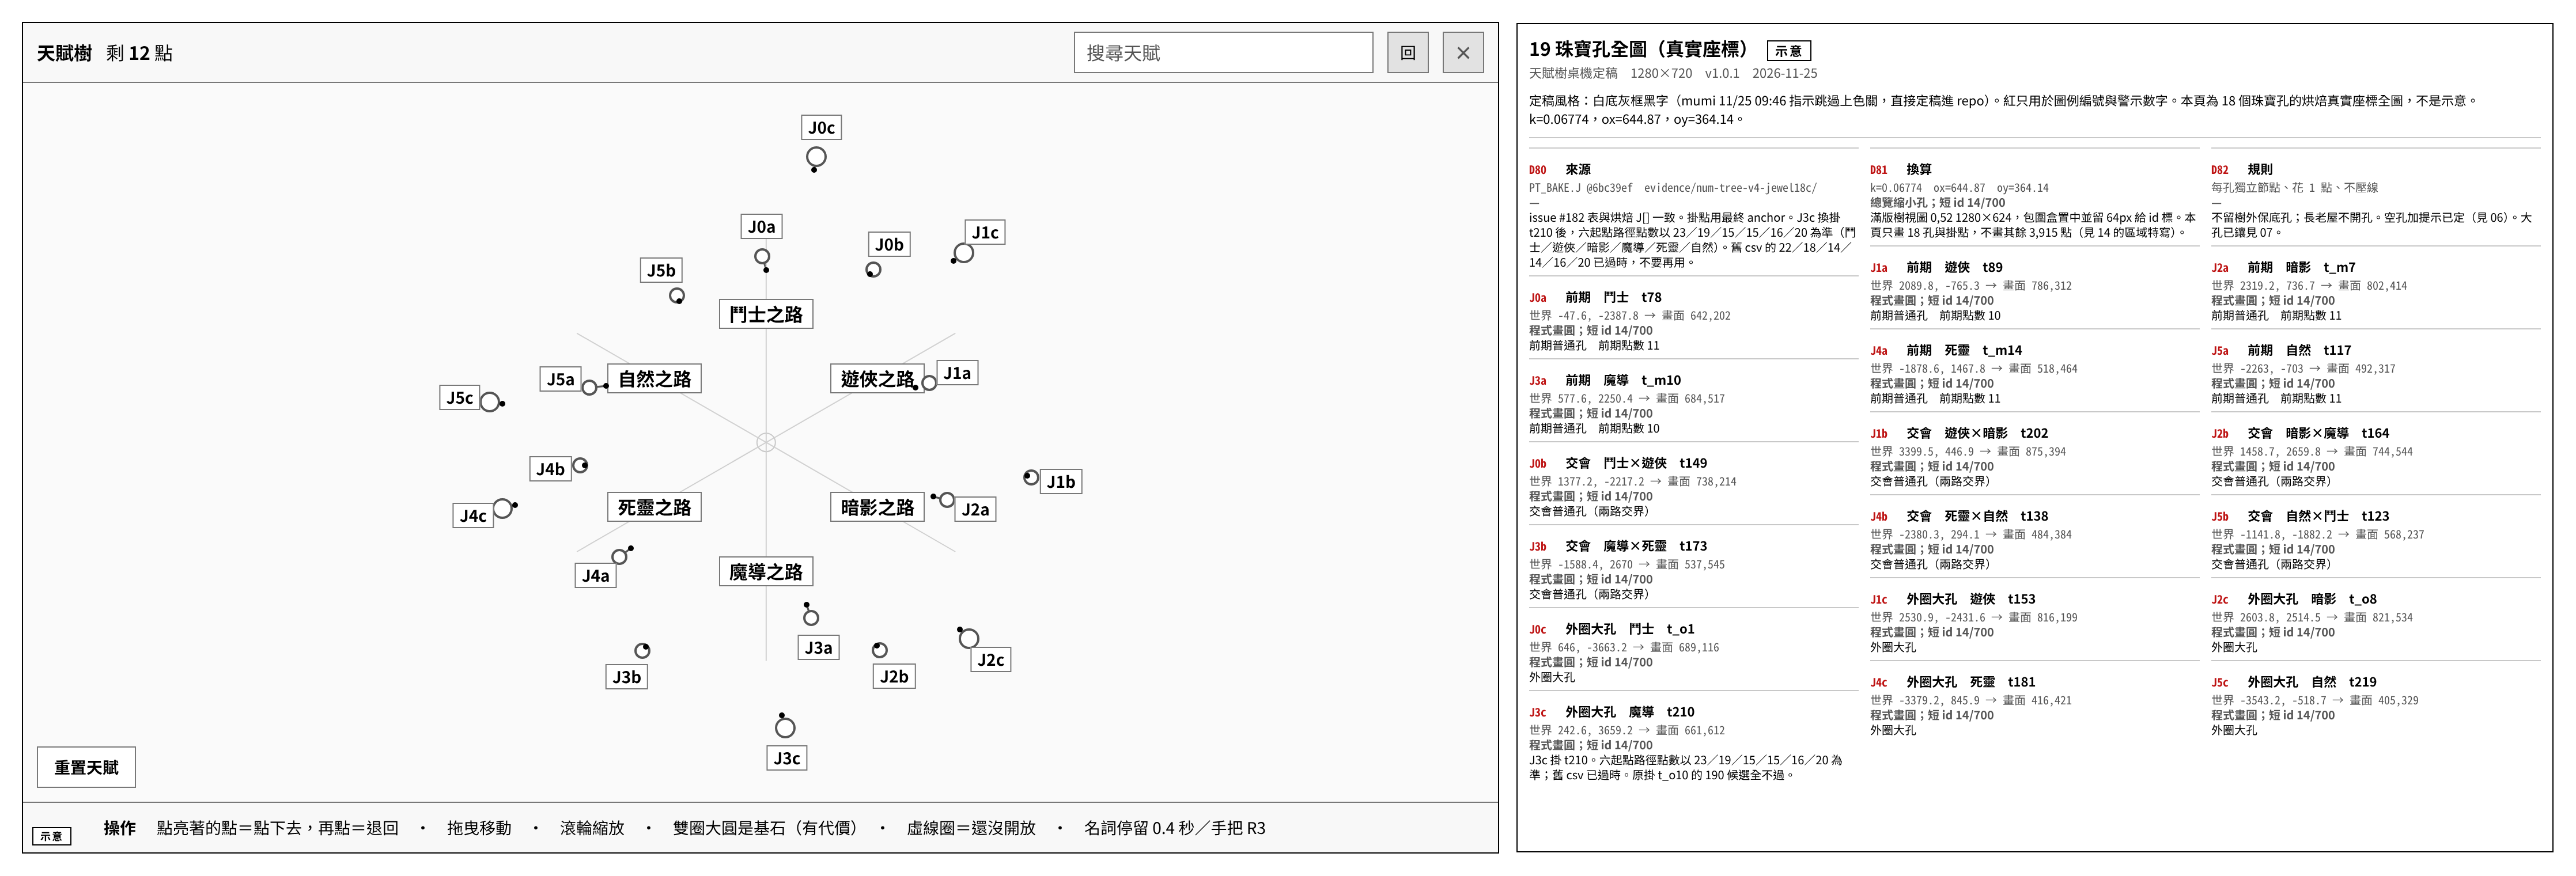 天賦樹 剩 12 點
搜尋天賦
回
×
J0c
J0a
J0b
J1c
J5b
鬥士之路
J5a
自然之路
遊俠之路
J1a
J5c
J4b
J1b
J4c
死靈之路
暗影之路
J2a
J4a
魔導之路
J3a
J2c
J3b
J2b
J3c
重置天賦
示意
操作 點亮著的點＝點下去，再點＝退回 ・ 拖曳移動 ・ 滾輪縮放 ・ 雙圈大圓是基石（有代價） ・ 虛線圈＝還沒開放 ・ 名詞停留 0.4 秒／手把 R3
19 珠寶孔全圖（真實座標） 示意
天賦樹桌機定稿 1280×720 v1.0.1 2026-11-25
定稿風格：白底灰框黑字（mumi 11/25 09:46 指示跳過上色關，直接定稿進 repo）。紅只用於圖例編號與警示數字。本頁為 18 個珠寶孔的烘焙真實座標全圖，不是示意。
k=0.06774，ox=644.87，oy=364.14。
D80 來源
PT_BAKE.J @6bc39ef evidence/num-tree-v4-jewel18c/
—
issue #182 表與烘焙 J[] 一致。掛點用最終 anchor。J3c 換掛
t210 後，六起點路徑點數以 23／19／15／15／16／20 為準（鬥
士／遊俠／暗影／魔導／死靈／自然）。舊 csv 的 22／18／14／
14／16／20 已過時，不要再用。
J0a 前期 鬥士 t78
世界 -47.6, -2387.8 → 畫面 642,202
程式畫圓；短 id 14/700
前期普通孔 前期點數 11
J3a 前期 魔導 t_m10
世界 577.6, 2250.4 → 畫面 684,517
程式畫圓；短 id 14/700
前期普通孔 前期點數 10
J0b 交會 鬥士×遊俠 t149
世界 1377.2, -2217.2 → 畫面 738,214
程式畫圓；短 id 14/700
交會普通孔（兩路交界）
J3b 交會 魔導×死靈 t173
世界 -1588.4, 2670 → 畫面 537,545
程式畫圓；短 id 14/700
交會普通孔（兩路交界）
J0c 外圈大孔 鬥士 t_o1
世界 646, -3663.2 → 畫面 689,116
程式畫圓；短 id 14/700
外圈大孔
J3c 外圈大孔 魔導 t210
世界 242.6, 3659.2 → 畫面 661,612
程式畫圓；短 id 14/700
J3c 掛 t210。六起點路徑點數以 23／19／15／15／16／20 為
準；舊 csv 已過時。原掛 t_o10 的 190 候選全不過。
D81 換算
k=0.06774 ox=644.87 oy=364.14
總覽縮小孔；短 id 14/700
滿版樹視圖 0,52 1280×624，包圍盒置中並留 64px 給 id 標。本
頁只畫 18 孔與掛點，不畫其餘 3,915 點（見 14 的區域特寫）。
J1a 前期 遊俠 t89
世界 2089.8, -765.3 → 畫面 786,312
程式畫圓；短 id 14/700
前期普通孔 前期點數 10
J4a 前期 死靈 t_m14
世界 -1878.6, 1467.8 → 畫面 518,464
程式畫圓；短 id 14/700
前期普通孔 前期點數 11
J1b 交會 遊俠×暗影 t202
世界 3399.5, 446.9 → 畫面 875,394
程式畫圓；短 id 14/700
交會普通孔（兩路交界）
J4b 交會 死靈×自然 t138
世界 -2380.3, 294.1 → 畫面 484,384
程式畫圓；短 id 14/700
交會普通孔（兩路交界）
J1c 外圈大孔 遊俠 t153
世界 2530.9, -2431.6 → 畫面 816,199
程式畫圓；短 id 14/700
外圈大孔
J4c 外圈大孔 死靈 t181
世界 -3379.2, 845.9 → 畫面 416,421
程式畫圓；短 id 14/700
外圈大孔
D82 規則
每孔獨立節點、花 1 點、不壓線
—
不留樹外保底孔；長老屋不開孔。空孔加提示已定（見 06）。大
孔已鑲見 07。
J2a 前期 暗影 t_m7
世界 2319.2, 736.7 → 畫面 802,414
程式畫圓；短 id 14/700
前期普通孔 前期點數 11
J5a 前期 自然 t117
世界 -2263, -703 → 畫面 492,317
程式畫圓；短 id 14/700
前期普通孔 前期點數 11
J2b 交會 暗影×魔導 t164
世界 1458.7, 2659.8 → 畫面 744,544
程式畫圓；短 id 14/700
交會普通孔（兩路交界）
J5b 交會 自然×鬥士 t123
世界 -1141.8, -1882.2 → 畫面 568,237
程式畫圓；短 id 14/700
交會普通孔（兩路交界）
J2c 外圈大孔 暗影 t_o8
世界 2603.8, 2514.5 → 畫面 821,534
程式畫圓；短 id 14/700
外圈大孔
J5c 外圈大孔 自然 t219
世界 -3543.2, -518.7 → 畫面 405,329
程式畫圓；短 id 14/700
外圈大孔